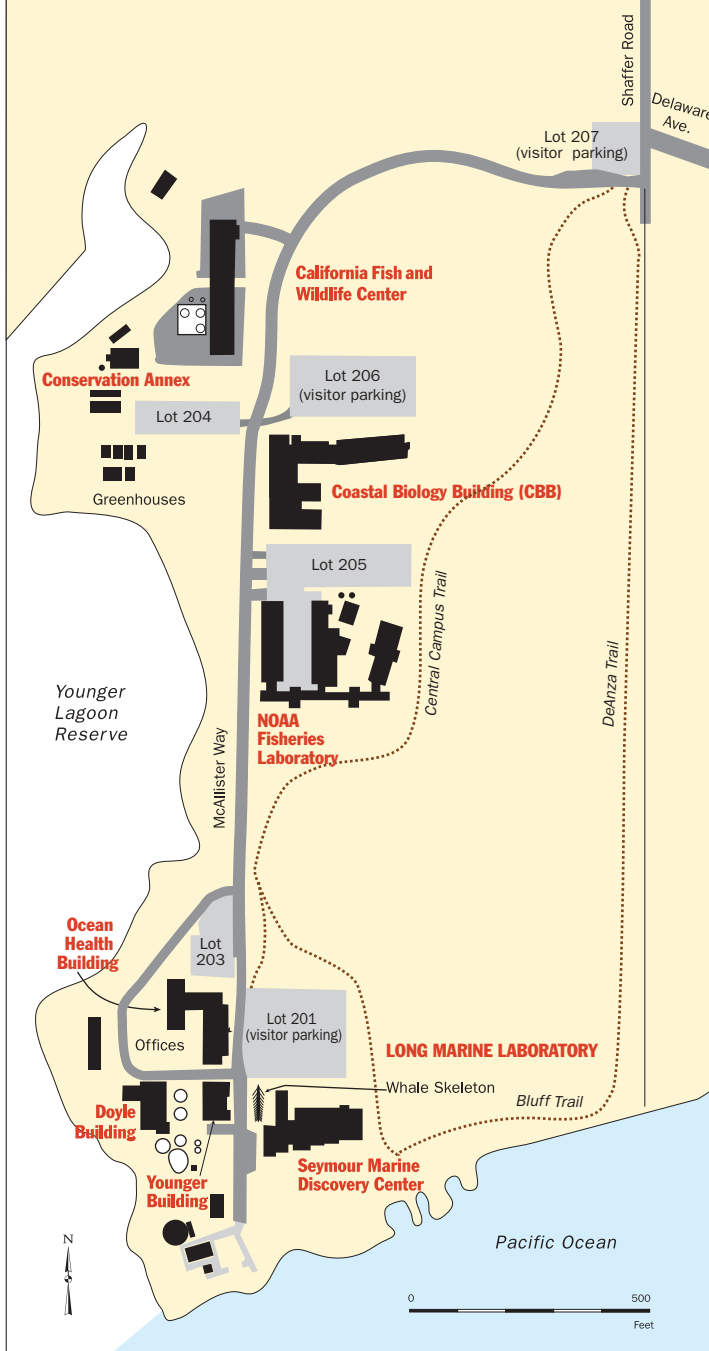 Shaffer Road
Delaware
Ave.
Lot 207
(visitor parking)
California Fish and
Wildlife Center
Conservation Annex
Lot 206
(visitor parking)
Lot 204
Coastal Biology Building (CBB)
Greenhouses
Lot 205
Central Campus Trail
DeAnza Trail
Younger
Lagoon
Reserve
NOAA
Fisheries
Laboratory
McAllister Way
Ocean
Health
Building
Lot
203
Lot 201
(visitor parking)
Offices
LONG MARINE LABORATORY
Whale Skeleton
Bluff Trail
Doyle
Building
Younger
Building
Seymour Marine
Discovery Center
N
Pacific Ocean
0 500
Feet